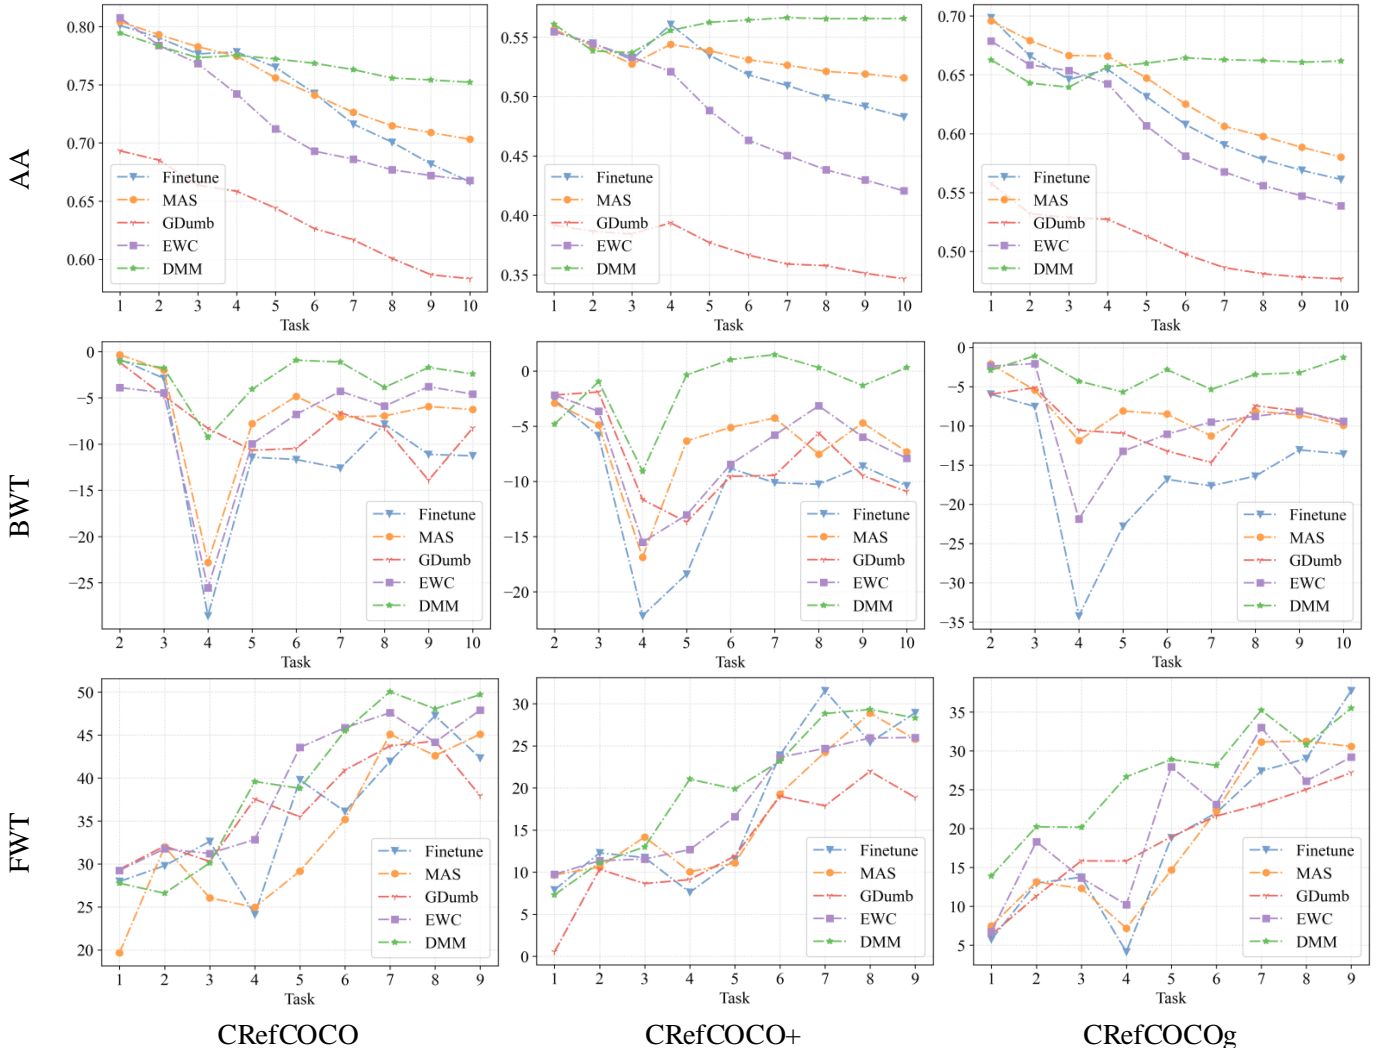 AA
0.80
0.75
0.70
0.65
0.60
Finetune
MAS
GDumb
EWC
DMM
1 2 3 4 5 6 7 8 9 10
Task
0.55
0.50
0.45
0.40
0.35
Finetune
MAS
GDumb
EWC
DMM
1 2 3 4 5 6 7 8 9 10
Task
0.70
0.65
0.60
0.55
0.50
Finetune
MAS
GDumb
EWC
DMM
1 2 3 4 5 6 7 8 9 10
Task
BWT
0
−5
−10
−15
−20
−25
Finetune
MAS
GDumb
EWC
DMM
2 3 4 5 6 7 8 9 10
Task
0
−5
−10
−15
−20
Finetune
MAS
GDumb
EWC
DMM
2 3 4 5 6 7 8 9 10
Task
0
−5
−10
−15
−20
−25
−30
−35
Finetune
MAS
GDumb
EWC
DMM
2 3 4 5 6 7 8 9 10
Task
FWT
50
45
40
35
30
25
20
Finetune
MAS
GDumb
EWC
DMM
1 2 3 4 5 6 7 8 9
Task
30
25
20
15
10
5
0
Finetune
MAS
GDumb
EWC
DMM
1 2 3 4 5 6 7 8 9
Task
35
30
25
20
15
10
5
Finetune
MAS
GDumb
EWC
DMM
1 2 3 4 5 6 7 8 9
Task
CRefCOCO
CRefCOCO+
CRefCOCOg